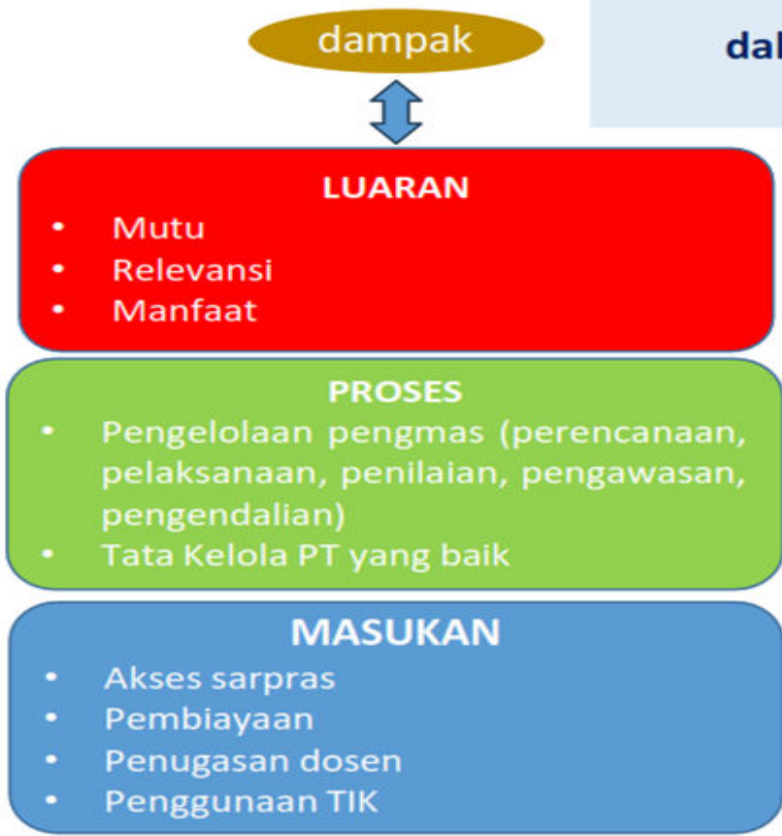 dampak
LUARAN
• Mutu
• Relevansi
• Manfaat
PROSES
• Pengelolaan pengmas (perencanaan,
pelaksanaan, penilaian, pengawasan,
pengendalian)
• Tata Kelola PT yang baik
MASUKAN
• Akses sarpras
• Pembiayaan
• Penugasan dosen
• Penggunaan TIK